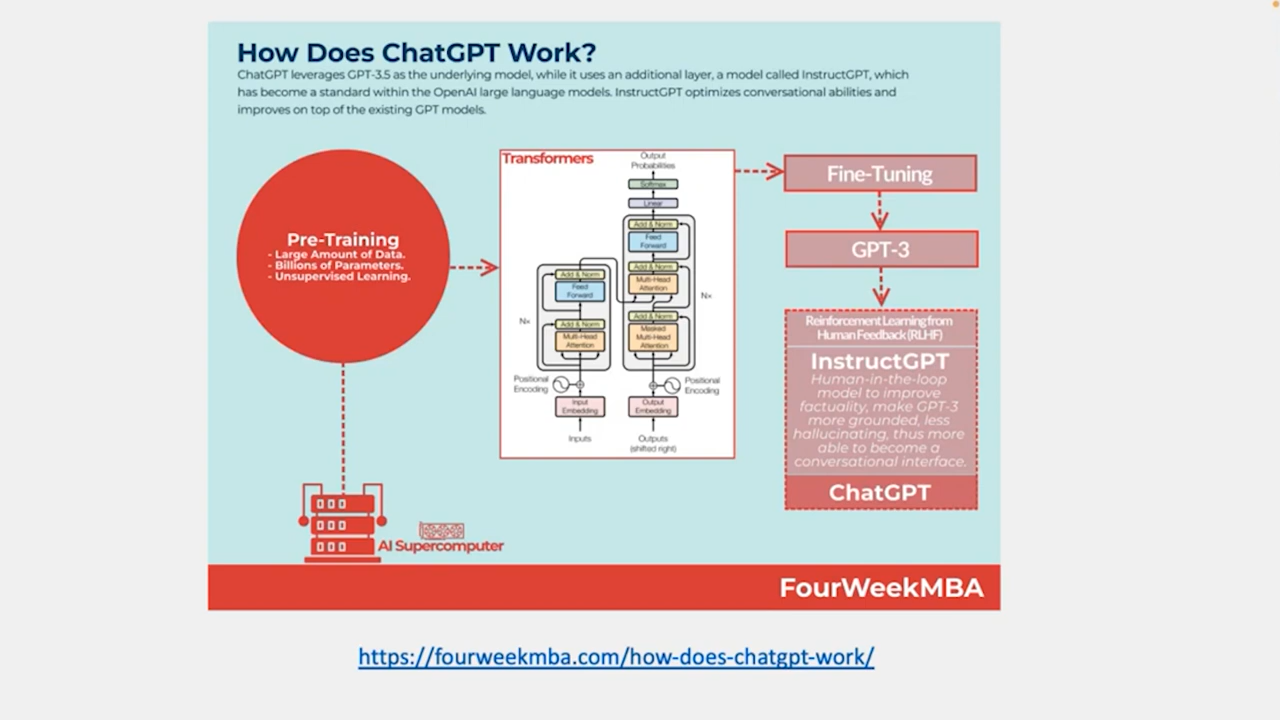 How Does ChatGPT Work?
ChatGPT leverages GPT-3.5 as the underlying model, while it uses an additional layer, a model called InstructGPT, which
has become a standard within the OpenAI large language models. InstructGPT optimizes conversational abilities and
improves on top of the existing GPT models.
Pre-Training
- Large Amount of Data.
- Billions of Parameters.
- Unsupervised Learning.
AI Supercomputer
Transformers
Output
Probabilities
Softmax
Linear
Add & Norm
Feed
Forward
Add & Norm
Multi-Head
Attention
Add & Norm
Masked
Multi-Head
Attention
Nx
Add & Norm
Feed
Forward
Add & Norm
Multi-Head
Attention
Nx
Positional
Encoding
Positional
Encoding
Input
Embedding
Output
Embedding
Inputs
Outputs
(shifted right)
Fine-Tuning
GPT-3
Reinforcement Learning from
Human Feedback (RLHF)
InstructGPT
Human-in-the-loop
model to improve
factuality, make GPT-3
more grounded, less
hallucinating, thus more
able to become a
conversational interface.
ChatGPT
FourWeekMBA
https://fourweekmba.com/how-does-chatgpt-work/